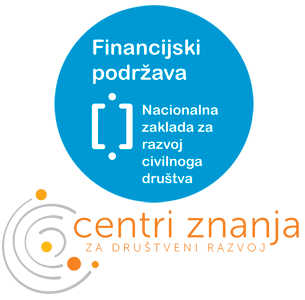 Financijski
podržava
Nacionalna
zaklada za
razvoj
civilnoga
društva
centri znanja
ZA DRUŠTVENI RAZVOJ